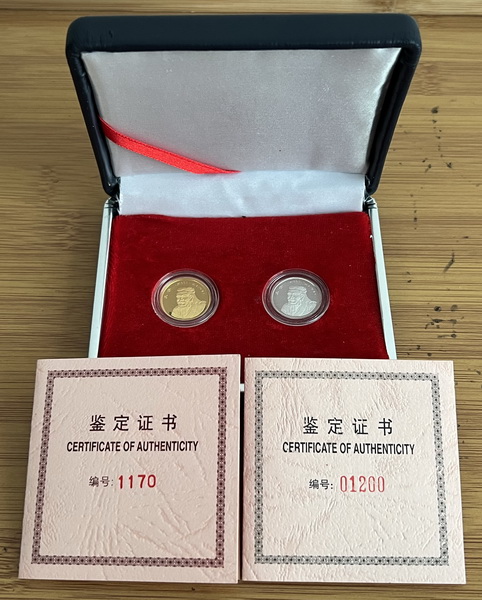 鉴定证书
CERTIFICATE OF AUTHENTICITY
编号: 1170
鉴定证书
CERTIFICATE OF AUTHENTICITY
编号: 01260